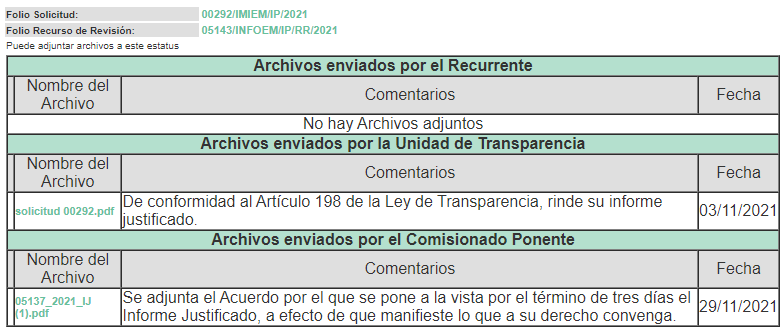 Folio Solicitud: 00292/IMIEM/IP/2021
Folio Recurso de Revisión: 05143/INFOEM/IP/RR/2021
Puede adjuntar archivos a este estatus
Archivos enviados por el Recurrente
Nombre del Archivo Comentarios Fecha
No hay Archivos adjuntos
Archivos enviados por la Unidad de Transparencia
Nombre del Archivo Comentarios Fecha
solicitud 00292.pdf De conformidad al Artículo 198 de la Ley de Transparencia, rinde su informe justificado. 03/11/2021
Archivos enviados por el Comisionado Ponente
Nombre del Archivo Comentarios Fecha
05137_2021_IJ (1).pdf Se adjunta el Acuerdo por el que se pone a la vista por el término de tres días el Informe Justificado, a efecto de que manifieste lo que a su derecho convenga. 29/11/2021